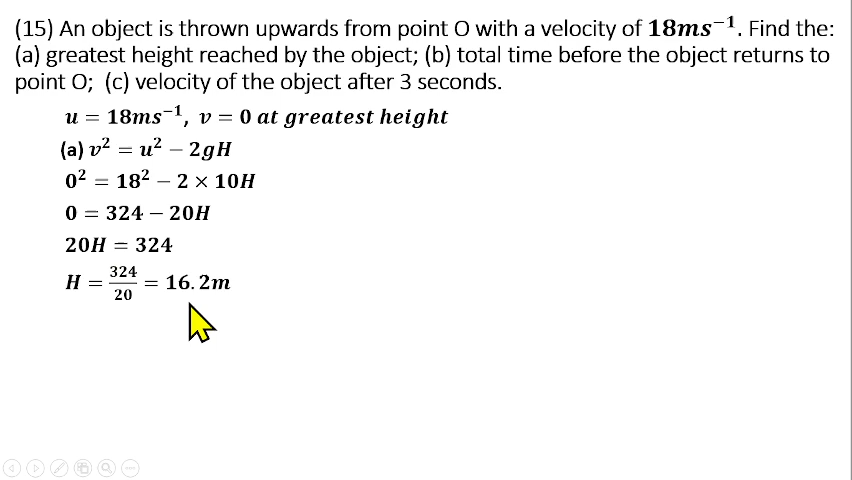 (15) An object is thrown upwards from point O with a velocity of 18ms⁻¹. Find the:
(a) greatest height reached by the object; (b) total time before the object returns to
point O; (c) velocity of the object after 3 seconds.
u = 18ms⁻¹, v = 0 at greatest height
(a) v² = u² − 2gH
0² = 18² − 2 × 10H
0 = 324 − 20H
20H = 324
H = 324/20 = 16.2m